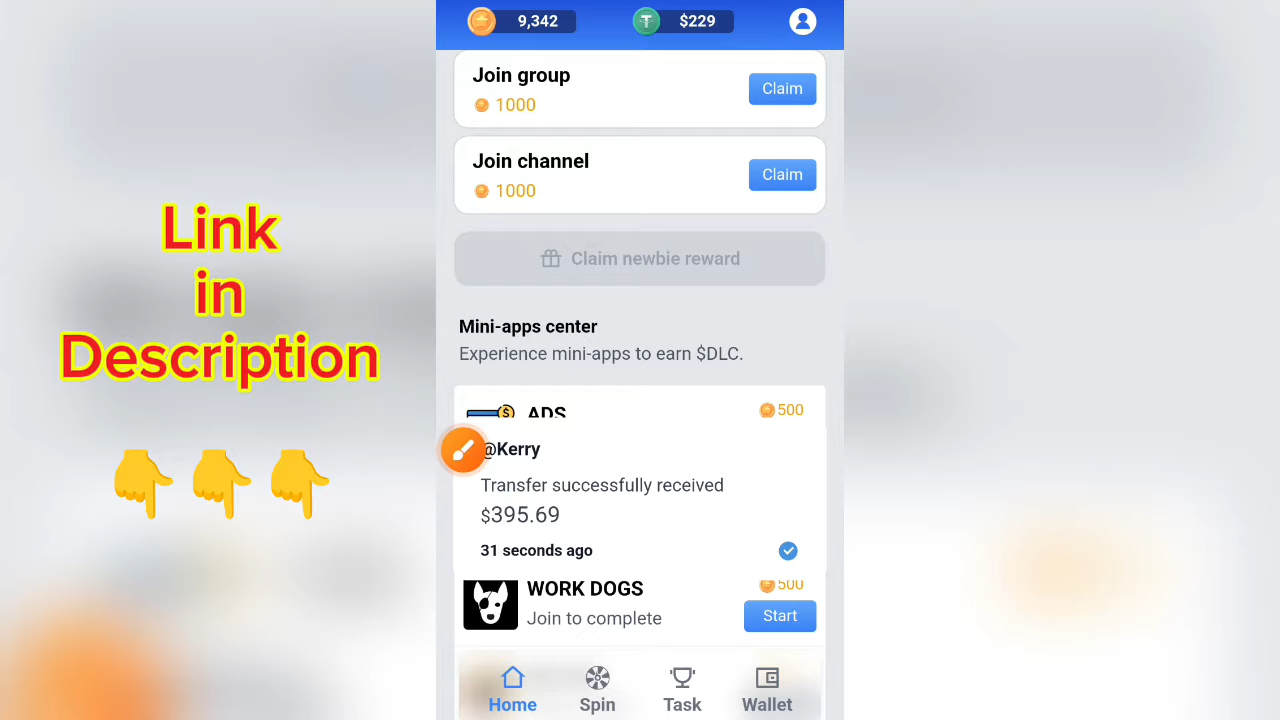 9,342
$229
Join group
1000
Claim
Join channel
1000
Claim
Claim newbie reward
Mini-apps center
Experience mini-apps to earn $DLC.
ADS
500
@Kerry
Transfer successfully received
$395.69
31 seconds ago
WORK DOGS
500
Join to complete
Start
Home
Spin
Task
Wallet
Link
in
Description